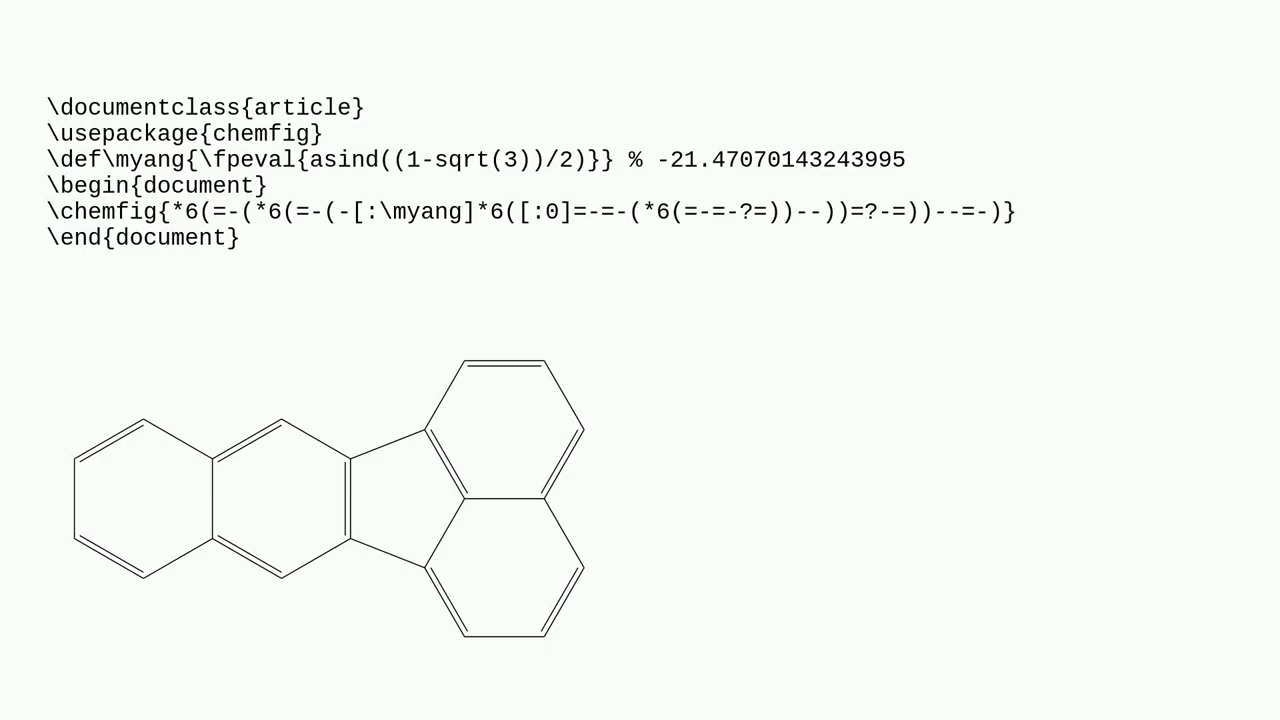 \documentclass{article}
\usepackage{chemfig}
\def\myang{\fpeval{asind((1-sqrt(3))/2)}} % -21.47070143243995
\begin{document}
\chemfig{*6(=-(*6(=-(-[:\myang]*6([:0]=-=-(*6(=-=-?=))--))=?-=))--=-)}
\end{document}